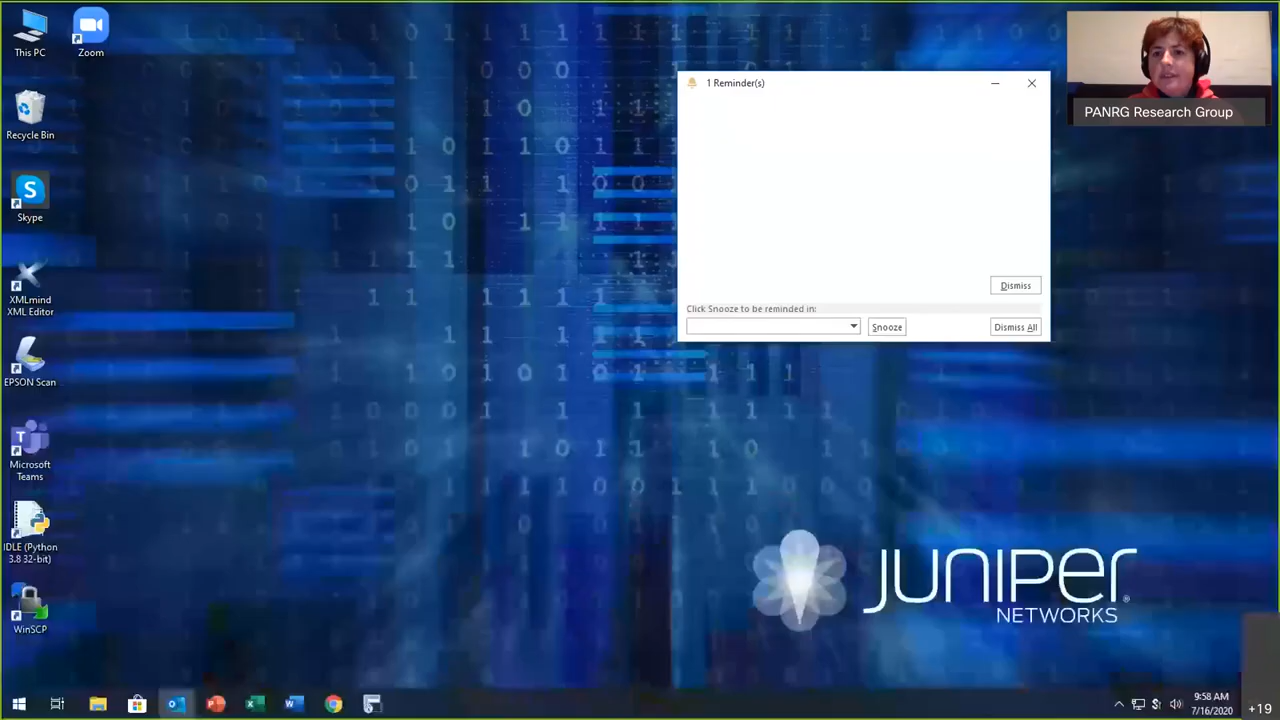 This PC
Zoom
Recycle Bin
Skype
XMLmind
XML Editor
EPSON Scan
Microsoft
Teams
IDLE (Python
3.8 32-bit)
WinSCP
1 Reminder(s)
Dismiss
Click Snooze to be reminded in:
Snooze
Dismiss All
PANRG Research Group
JUNIPEr
NETWORKS
9:58 AM
7/16/2020
+19